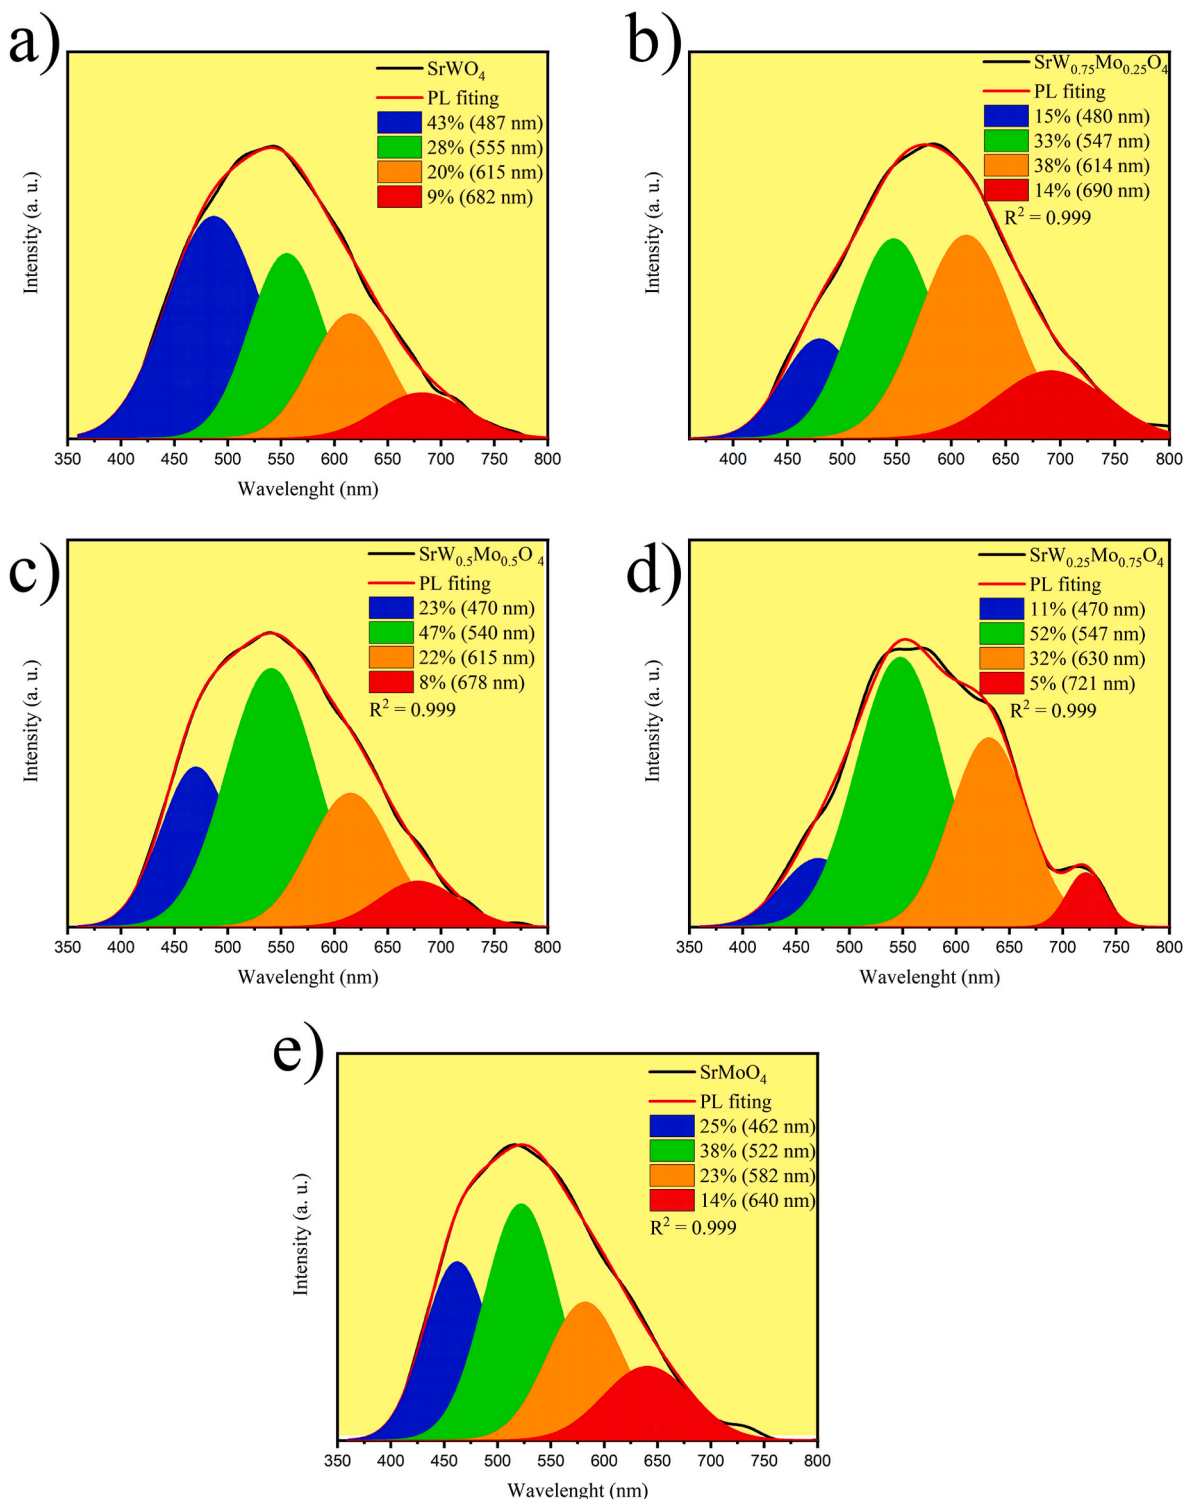 a)
SrWO4
PL fiting
43% (487 nm)
28% (555 nm)
20% (615 nm)
9% (682 nm)
Intensity (a. u.)
350 400 450 500 550 600 650 700 750 800
Wavelenght (nm)
b)
SrW0.75Mo0.25O4
PL fiting
15% (480 nm)
33% (547 nm)
38% (614 nm)
14% (690 nm)
R2 = 0.999
Intensity (a. u.)
400 450 500 550 600 650 700 750 800
Wavelenght (nm)
c)
SrW0.5Mo0.5O4
PL fiting
23% (470 nm)
47% (540 nm)
22% (615 nm)
8% (678 nm)
R2 = 0.999
Intensity (a. u.)
350 400 450 500 550 600 650 700 750 800
Wavelenght (nm)
d)
SrW0.25Mo0.75O4
PL fiting
11% (470 nm)
52% (547 nm)
32% (630 nm)
5% (721 nm)
R2 = 0.999
Intensity (a. u.)
350 400 450 500 550 600 650 700 750 800
Wavelenght (nm)
e)
SrMoO4
PL fiting
25% (462 nm)
38% (522 nm)
23% (582 nm)
14% (640 nm)
R2 = 0.999
Intensity (a. u.)
350 400 450 500 550 600 650 700 750 800
Wavelenght (nm)